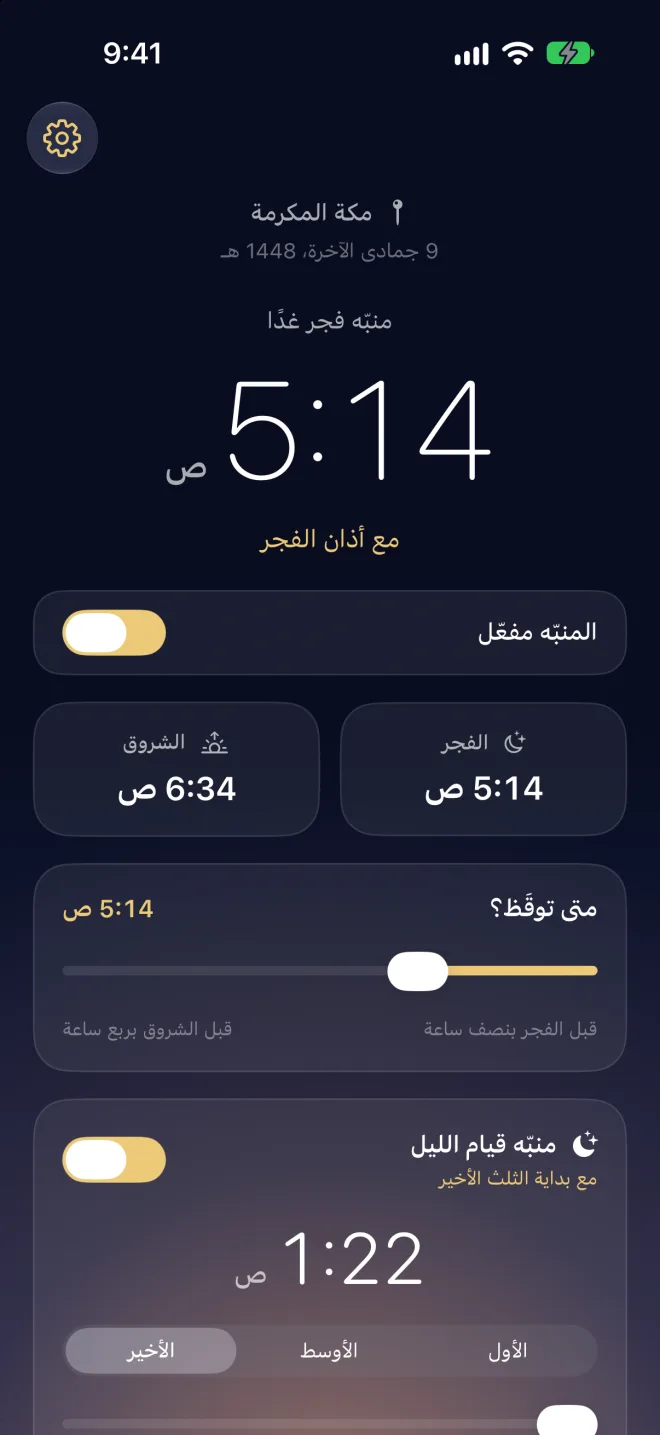 9:41
مكة المكرمة
9 جمادى الآخرة، 1448 هـ
منبّه فجر غدًا
5:14 ص
مع أذان الفجر
المنبّه مفعّل
الفجر
5:14 ص
الشروق
6:34 ص
متى توقَظ؟
5:14 ص
قبل الفجر بنصف ساعة
قبل الشروق بربع ساعة
منبّه قيام الليل
مع بداية الثلث الأخير
1:22 ص
الأول
الأوسط
الأخير